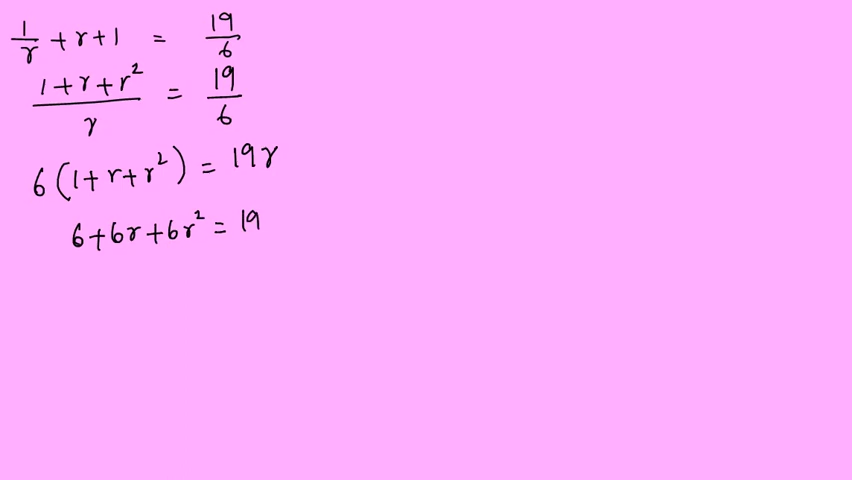 1/r + r + 1 = 19/6
(1 + r + r²)/r = 19/6
6(1 + r + r²) = 19r
6 + 6r + 6r² = 19